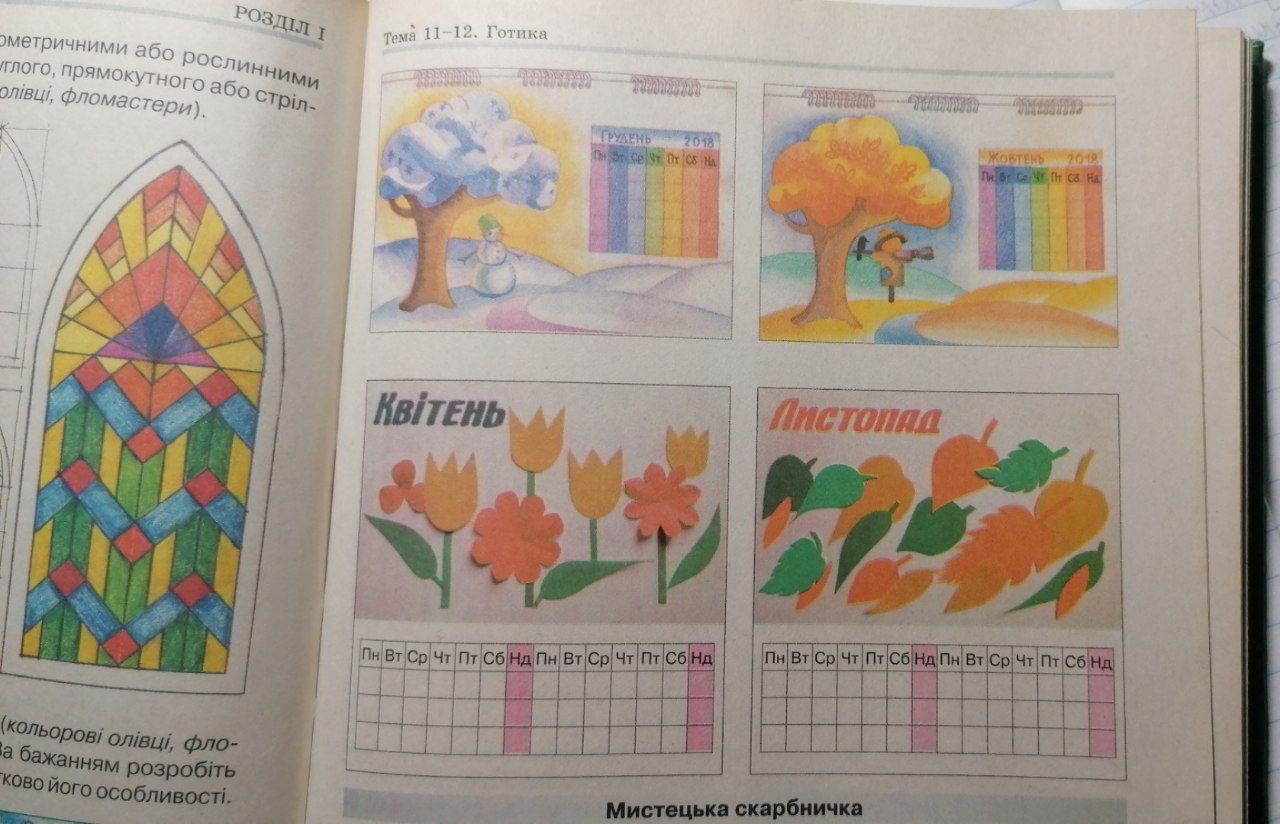 РОЗДІЛ І
ометричними або рослинними
углого, прямокутного або стріл-
олівці, фломастери).
(кольорові олівці, фло-
За бажанням розробіть
тково його особливості.
Тема 11–12. Готика
ГРУДЕНЬ 2018
Пн Вт Ср Чт Пт Сб Нд
ЖОВТЕНЬ 2018
Пн Вт Ср Чт Пт Сб Нд
КВІТЕНЬ
Пн Вт Ср Чт Пт Сб Нд Пн Вт Ср Чт Пт Сб Нд
ЛИСТОПАД
Пн Вт Ср Чт Пт Сб Нд Пн Вт Ср Чт Пт Сб Нд
Мистецька скарбничка